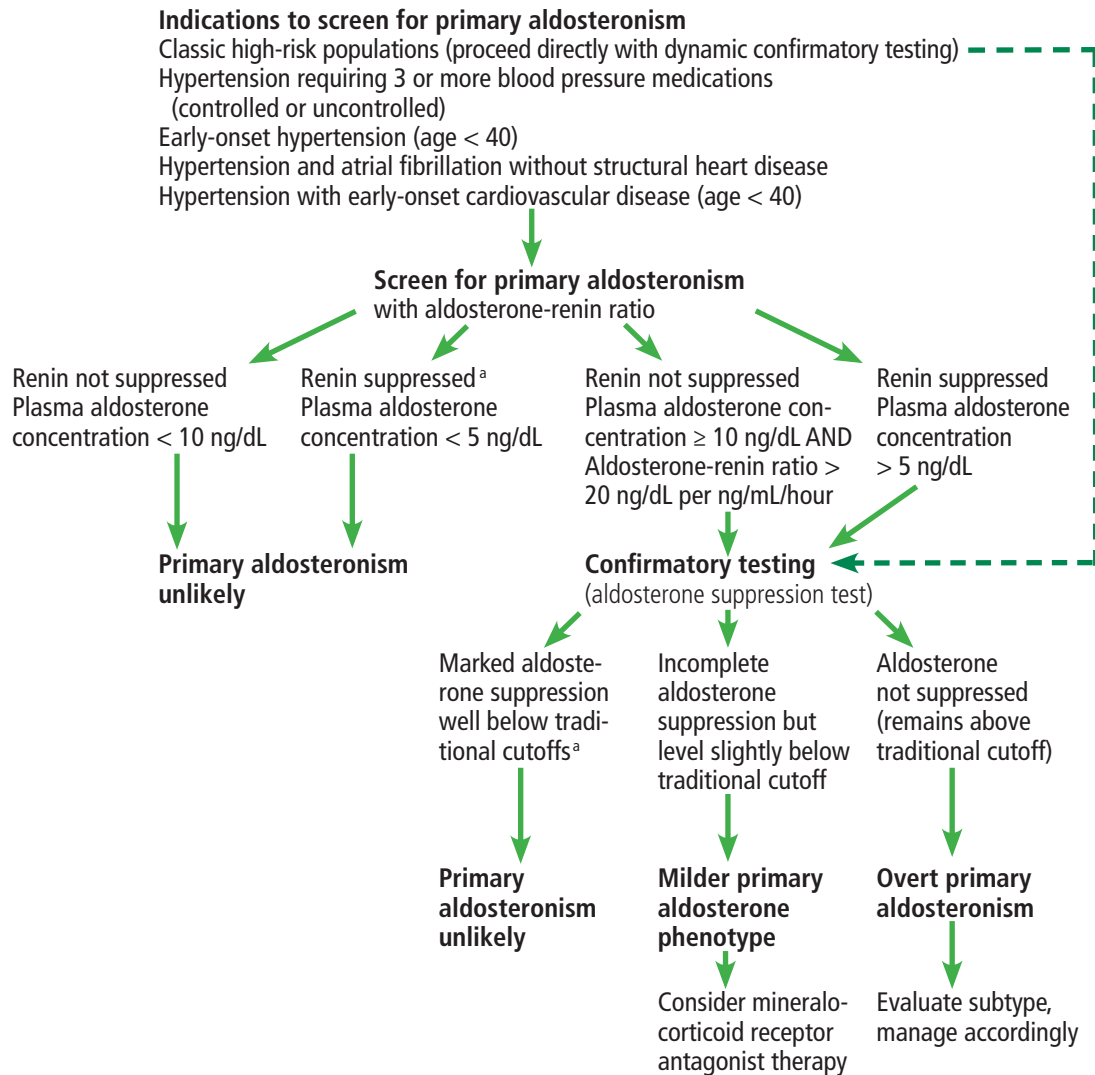 Indications to screen for primary aldosteronism
Classic high-risk populations (proceed directly with dynamic confirmatory testing)
Hypertension requiring 3 or more blood pressure medications
(controlled or uncontrolled)
Early-onset hypertension (age < 40)
Hypertension and atrial fibrillation without structural heart disease
Hypertension with early-onset cardiovascular disease (age < 40)
Screen for primary aldosteronism
with aldosterone-renin ratio
Renin not suppressed
Plasma aldosterone
concentration < 10 ng/dL
Renin suppressed a
Plasma aldosterone
concentration < 5 ng/dL
Renin not suppressed
Plasma aldosterone con-
centration ≥ 10 ng/dL AND
Aldosterone-renin ratio >
20 ng/dL per ng/mL/hour
Renin suppressed
Plasma aldosterone
concentration
> 5 ng/dL
Primary aldosteronism
unlikely
Confirmatory testing
(aldosterone suppression test)
Marked aldoste-
rone suppression
well below tradi-
tional cutoffs a
Incomplete
aldosterone
suppression but
level slightly below
traditional cutoff
Aldosterone
not suppressed
(remains above
traditional cutoff)
Primary
aldosteronism
unlikely
Milder primary
aldosterone
phenotype
Overt primary
aldosteronism
Consider mineralo-
corticoid receptor
antagonist therapy
Evaluate subtype,
manage accordingly